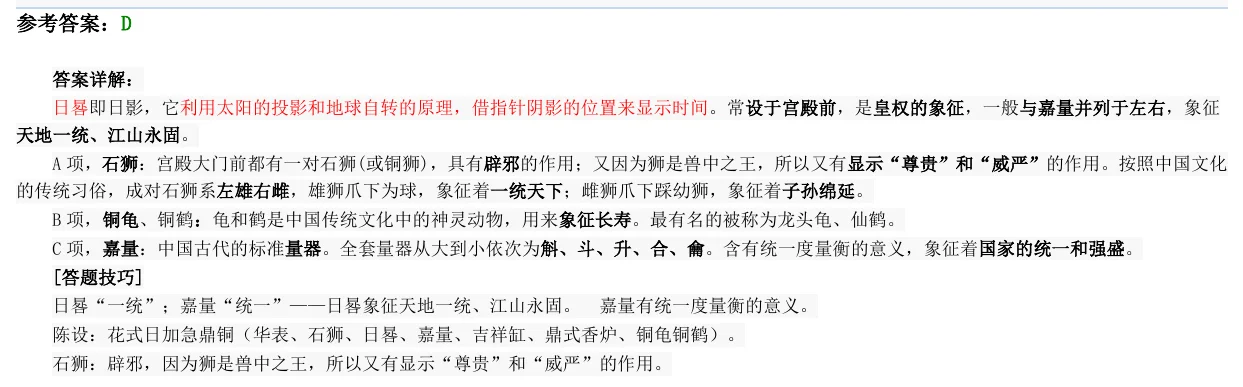 参考答案：D
答案详解：
日晷即日影，它利用太阳的投影和地球自转的原理，借指针阴影的位置来显示时间。常设于宫殿前，是皇权的象征，一般与嘉量并列于左右，象征
天地一统、江山永固。
A 项，石狮：宫殿大门前都有一对石狮(或铜狮)，具有辟邪的作用；又因为狮是兽中之王，所以又有显示“尊贵”和“威严”的作用。按照中国文化
的传统习俗，成对石狮系左雄右雌，雄狮爪下为球，象征着一统天下；雌狮爪下踩幼狮，象征着子孙绵延。
B 项，铜龟、铜鹤：龟和鹤是中国传统文化中的神灵动物，用来象征长寿。最有名的被称为龙头龟、仙鹤。
C 项，嘉量：中国古代的标准量器。全套量器从大到小依次为斛、斗、升、合、龠。含有统一度量衡的意义，象征着国家的统一和强盛。
[答题技巧]
日晷“一统”；嘉量“统一”——日晷象征天地一统、江山永固。 嘉量有统一度量衡的意义。
陈设：花式日加急鼎铜（华表、石狮、日晷、嘉量、吉祥缸、鼎式香炉、铜龟铜鹤）。
石狮：辟邪，因为狮是兽中之王，所以又有显示“尊贵”和“威严”的作用。